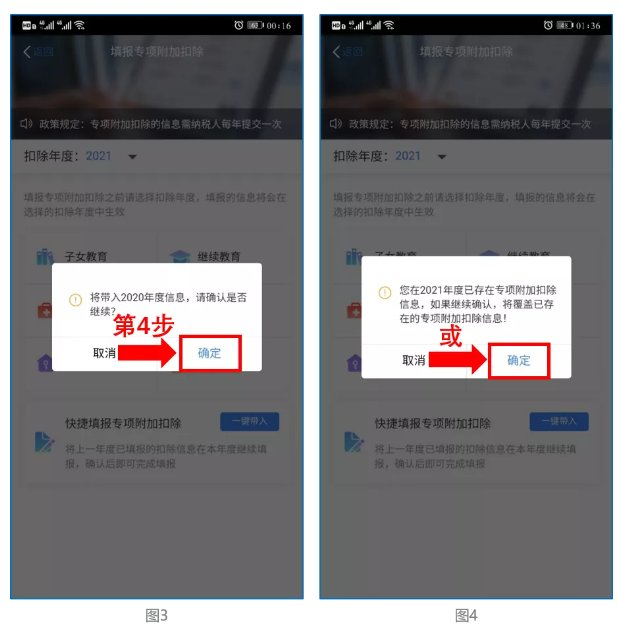 00:16
返回
填报专项附加扣除
政策规定：专项附加扣除的信息需纳税人每年提交一次
扣除年度：2021
填报专项附加扣除之前请选择扣除年度，填报的信息将会在
选择的扣除年度中生效
子女教育
继续教育
将带入2020年度信息，请确认是否
继续?
第4步
取消
确定
快捷填报专项附加扣除
一键带入
将上一年度已填报的扣除信息在本年度继续填
报，确认后即可完成填报
图3
01:36
返回
填报专项附加扣除
政策规定：专项附加扣除的信息需纳税人每年提交一次
扣除年度：2021
填报专项附加扣除之前请选择扣除年度，填报的信息将会在
选择的扣除年度中生效
子女教育
继续教育
您在2021年度已存在专项附加扣除
信息，如果继续确认，将覆盖已存
在的专项附加扣除信息！
或
取消
确定
快捷填报专项附加扣除
一键带入
将上一年度已填报的扣除信息在本年度继续填
报，确认后即可完成填报
图4